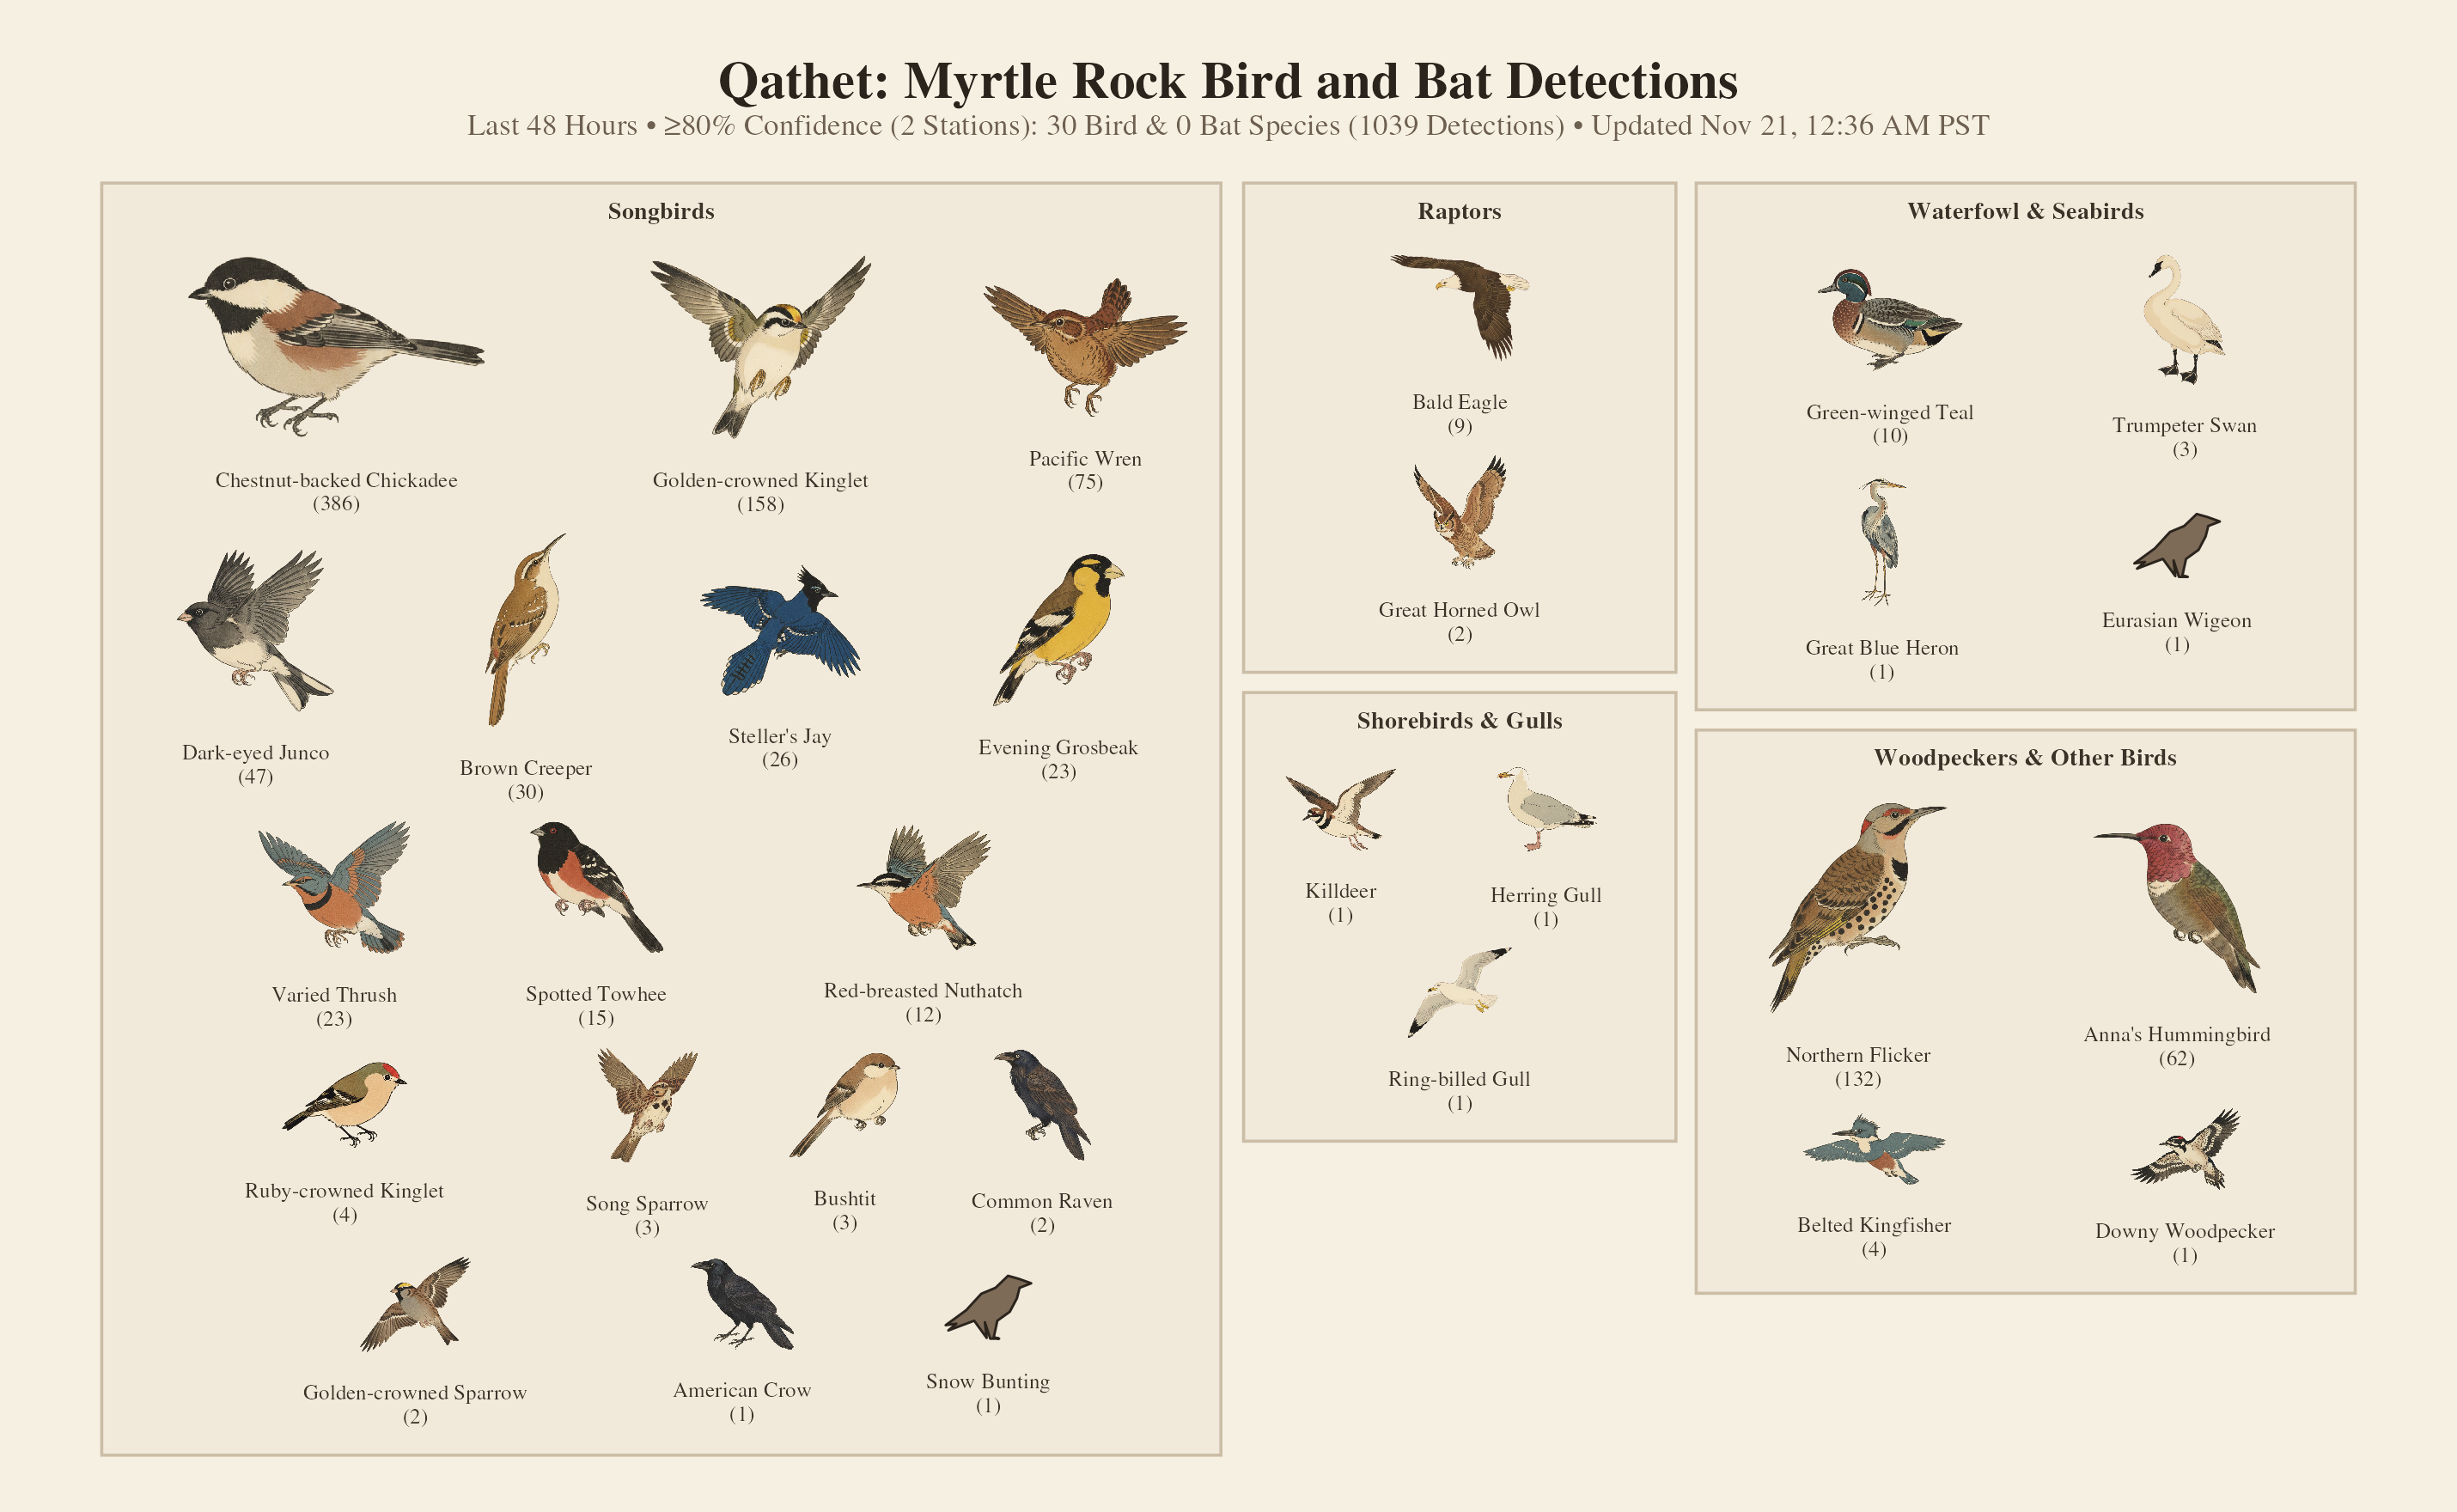 Qathet: Myrtle Rock Bird and Bat Detections
Last 48 Hours • ≥80% Confidence (2 Stations): 30 Bird & 0 Bat Species (1039 Detections) • Updated Nov 21, 12:36 AM PST
Songbirds
Chestnut-backed Chickadee
(386)
Golden-crowned Kinglet
(158)
Pacific Wren
(75)
Dark-eyed Junco
(47)
Brown Creeper
(30)
Steller's Jay
(26)
Evening Grosbeak
(23)
Varied Thrush
(23)
Spotted Towhee
(15)
Red-breasted Nuthatch
(12)
Ruby-crowned Kinglet
(4)
Song Sparrow
(3)
Bushtit
(3)
Common Raven
(2)
Golden-crowned Sparrow
(2)
American Crow
(1)
Snow Bunting
(1)
Raptors
Bald Eagle
(9)
Great Horned Owl
(2)
Shorebirds & Gulls
Killdeer
(1)
Herring Gull
(1)
Ring-billed Gull
(1)
Waterfowl & Seabirds
Green-winged Teal
(10)
Trumpeter Swan
(3)
Great Blue Heron
(1)
Eurasian Wigeon
(1)
Woodpeckers & Other Birds
Northern Flicker
(132)
Anna's Hummingbird
(62)
Belted Kingfisher
(4)
Downy Woodpecker
(1)